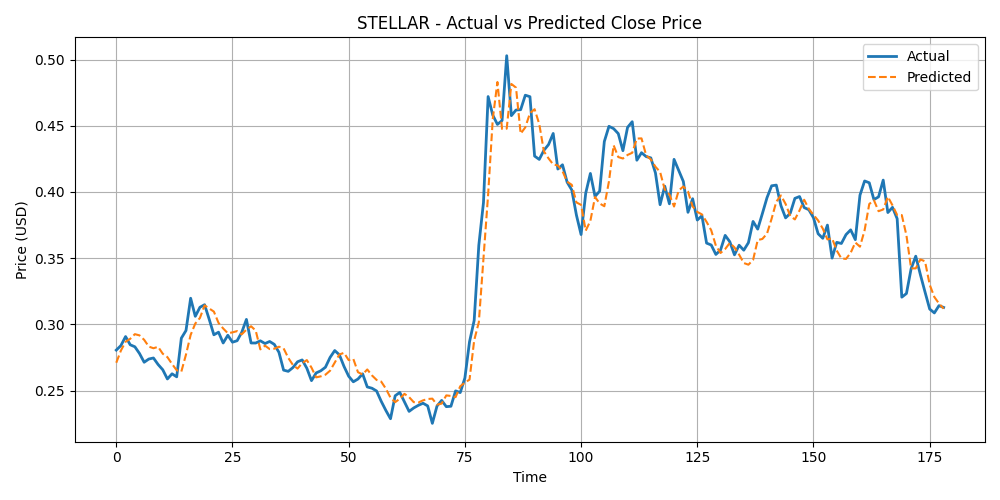 STELLAR - Actual vs Predicted Close Price
Actual
Predicted
0.50
0.45
0.40
0.35
0.30
0.25
Price (USD)
0 25 50 75 100 125 150 175
Time